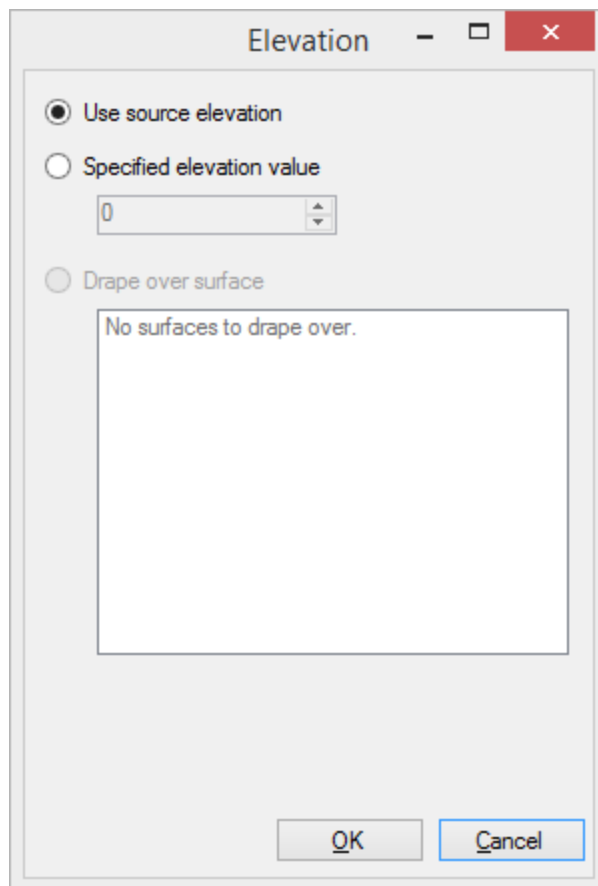 Elevation
Use source elevation
Specified elevation value
0
Drape over surface
No surfaces to drape over.
OK
Cancel